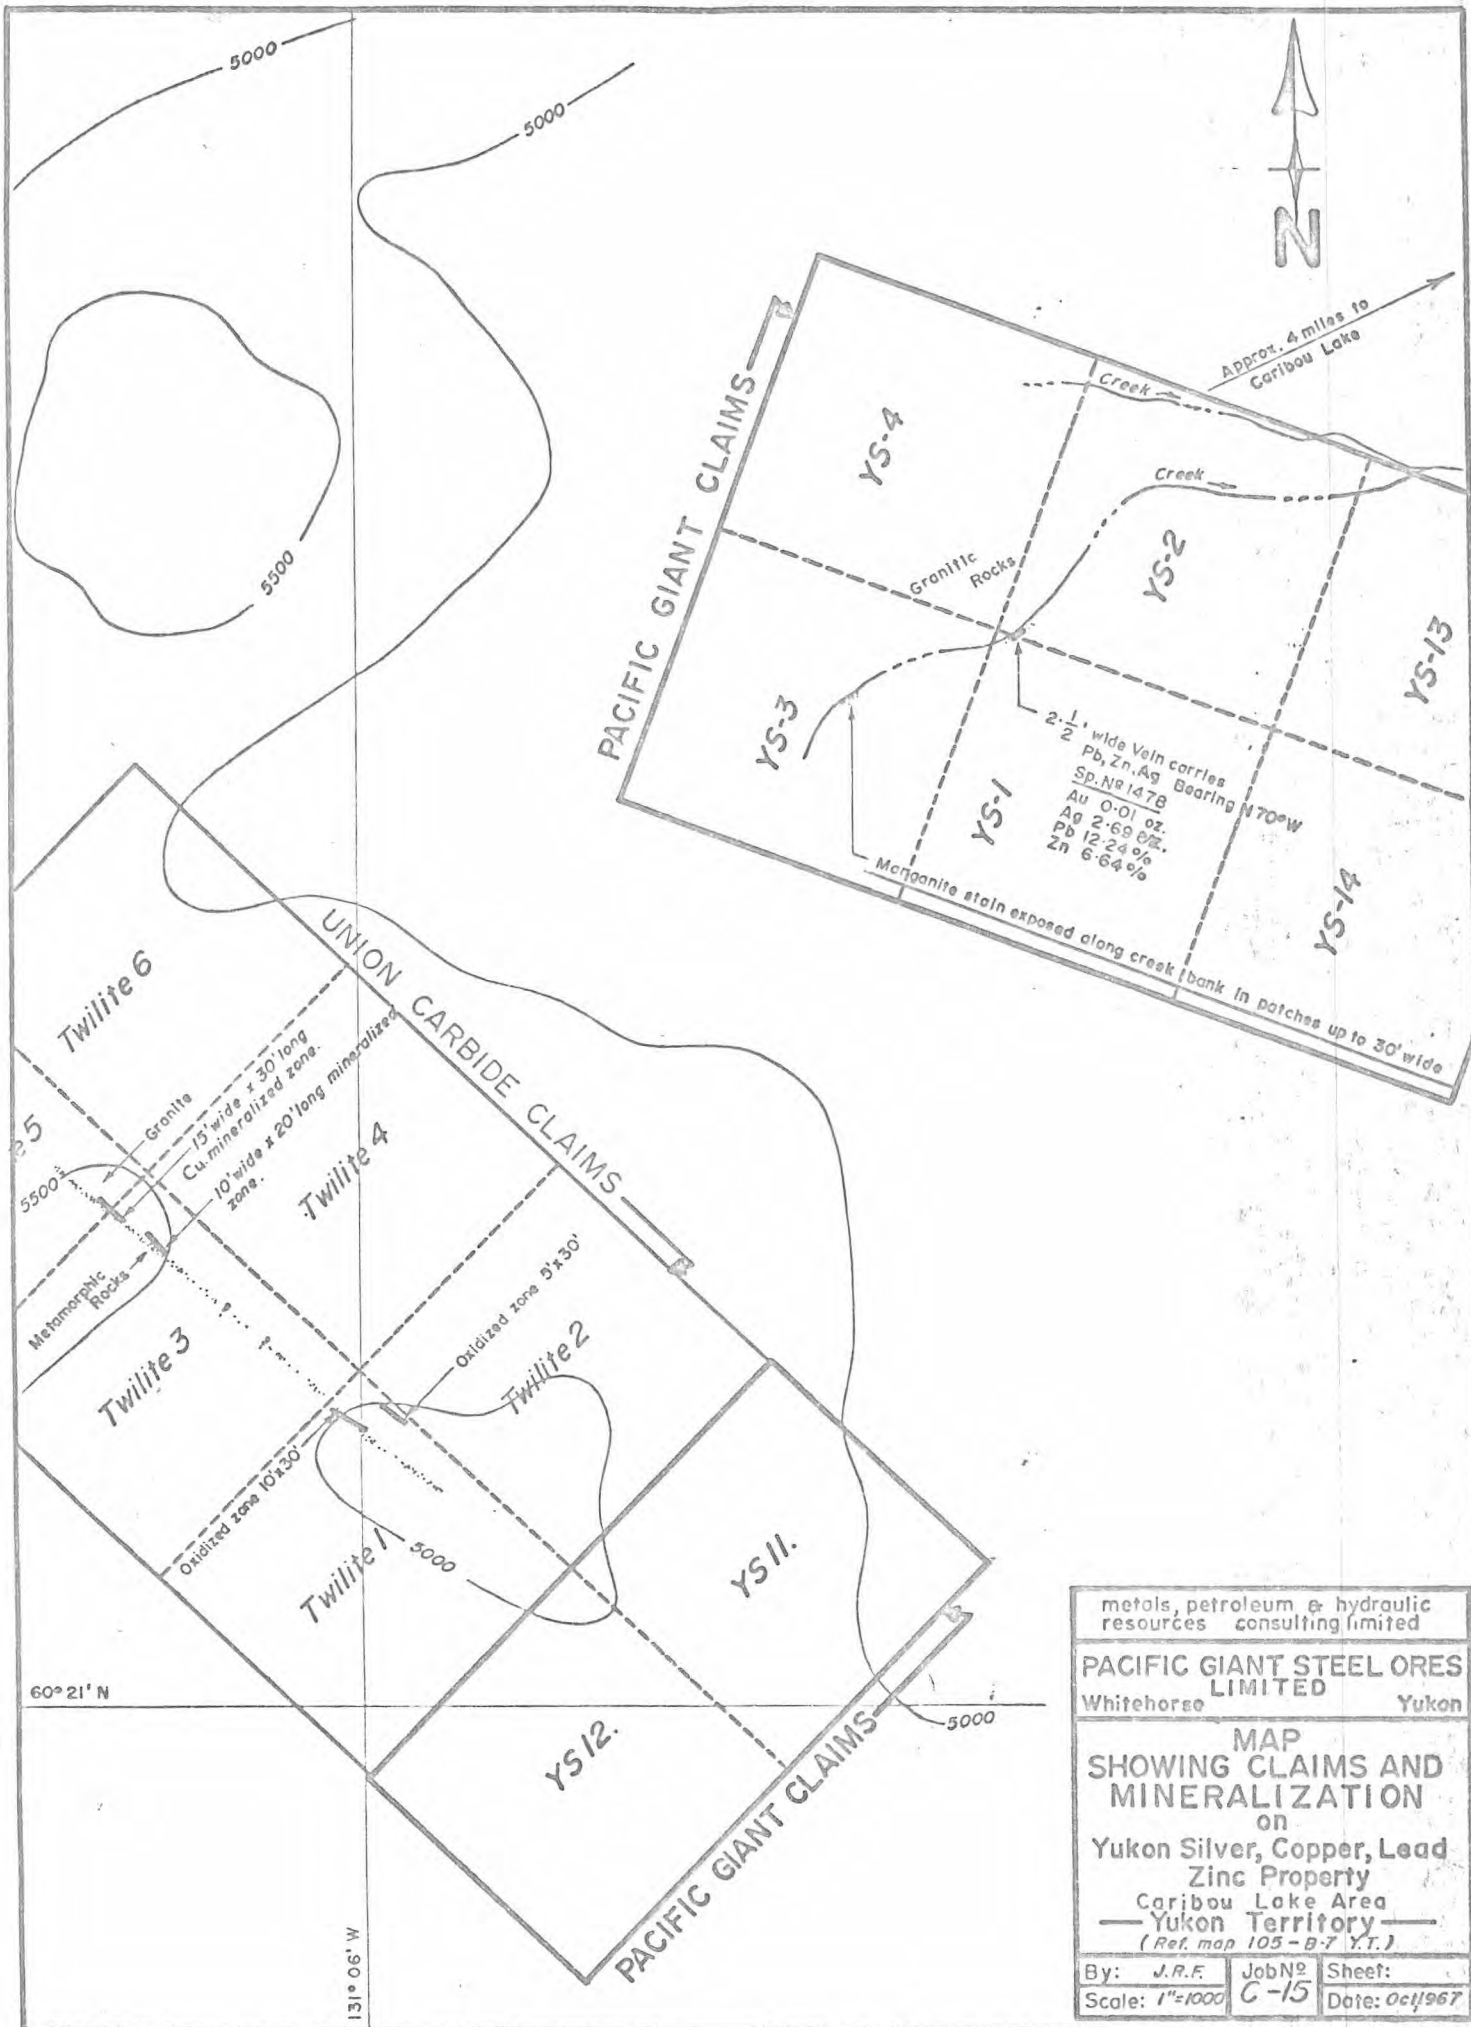 5000
5000
5500
N
Approx. 4 miles to
Caribou Lake
PACIFIC GIANT CLAIMS
YS-4
Creek
Creek
YS-2
Granitic
Rocks
YS-13
YS-3
YS-1
2-1/2' wide Vein carries
Pb, Zn, Ag Bearing N70°W
Sp. Nº 1478
Au 0.01 oz.
Ag 2.69 oz.
Pb 12.24 %
Zn 6.64 %
YS-14
Manganite stain exposed along creek bank in patches up to 30' wide
UNION CARBIDE CLAIMS
Twilite 6
Granite
15' wide x 30' long
Cu. mineralized zone.
10' wide x 20' long mineralized
zone.
5
5500
Twilite 4
Metamorphic
Rocks
Twilite 3
Oxidized zone 5'x30'
Twilite 2
Oxidized zone 10'x30'
Twilite 1
5000
YS 11.
YS 12.
60° 21' N
5000
PACIFIC GIANT CLAIMS
131° 06' W
metals, petroleum & hydraulic
resources consulting limited
PACIFIC GIANT STEEL ORES
LIMITED
Whitehorse Yukon
MAP
SHOWING CLAIMS AND
MINERALIZATION
on
Yukon Silver, Copper, Lead
Zinc Property
Caribou Lake Area
Yukon Territory
(Ref. map 105-B-7 Y.T.)
By: J.R.F. Job Nº Sheet:
Scale: 1"=1000 C-15 Date: Oct/1967